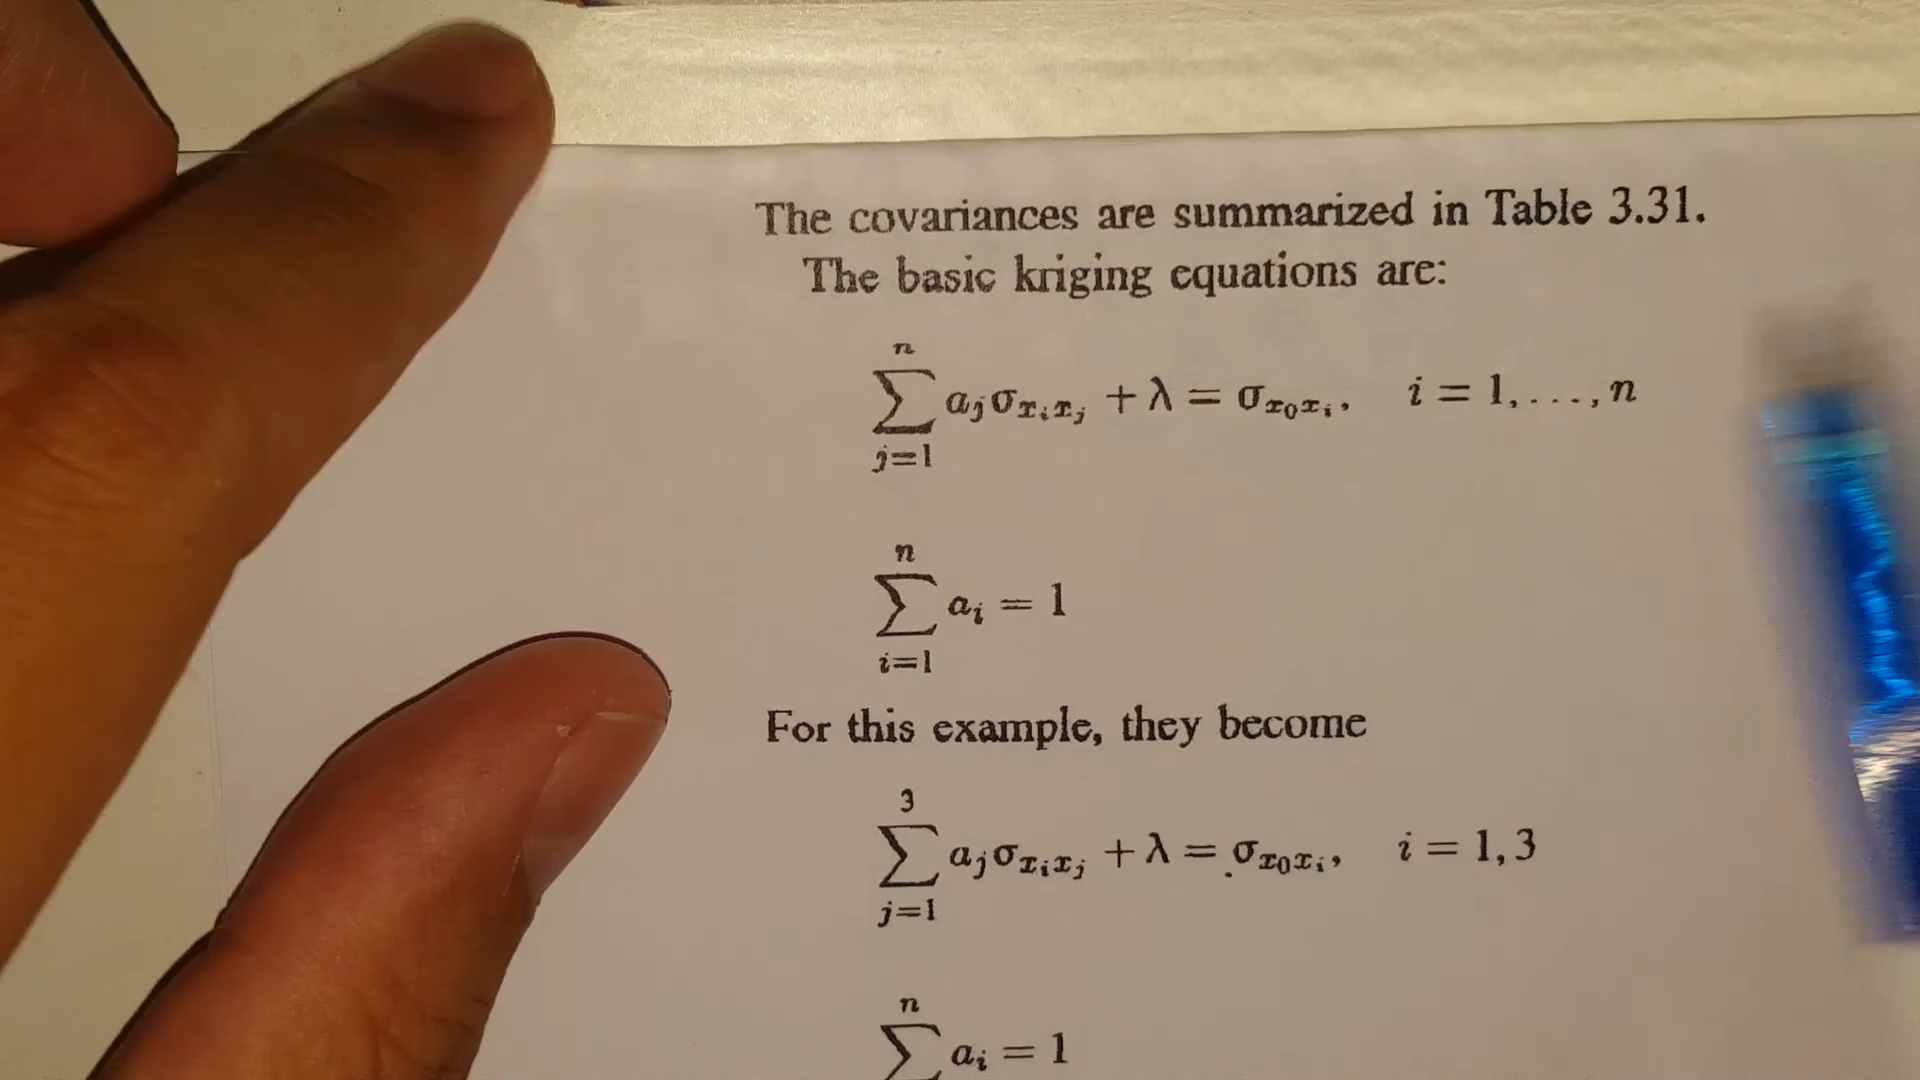 The covariances are summarized in Table 3.31.
The basic kriging equations are:
n
∑ a_j σ_{x_i x_j} + λ = σ_{x_0 x_i}, i = 1, . . . , n
j=1
n
∑ a_i = 1
i=1
For this example, they become
3
∑ a_j σ_{x_i x_j} + λ = σ_{x_0 x_i}, i = 1, 3
j=1
n
∑ a_i = 1